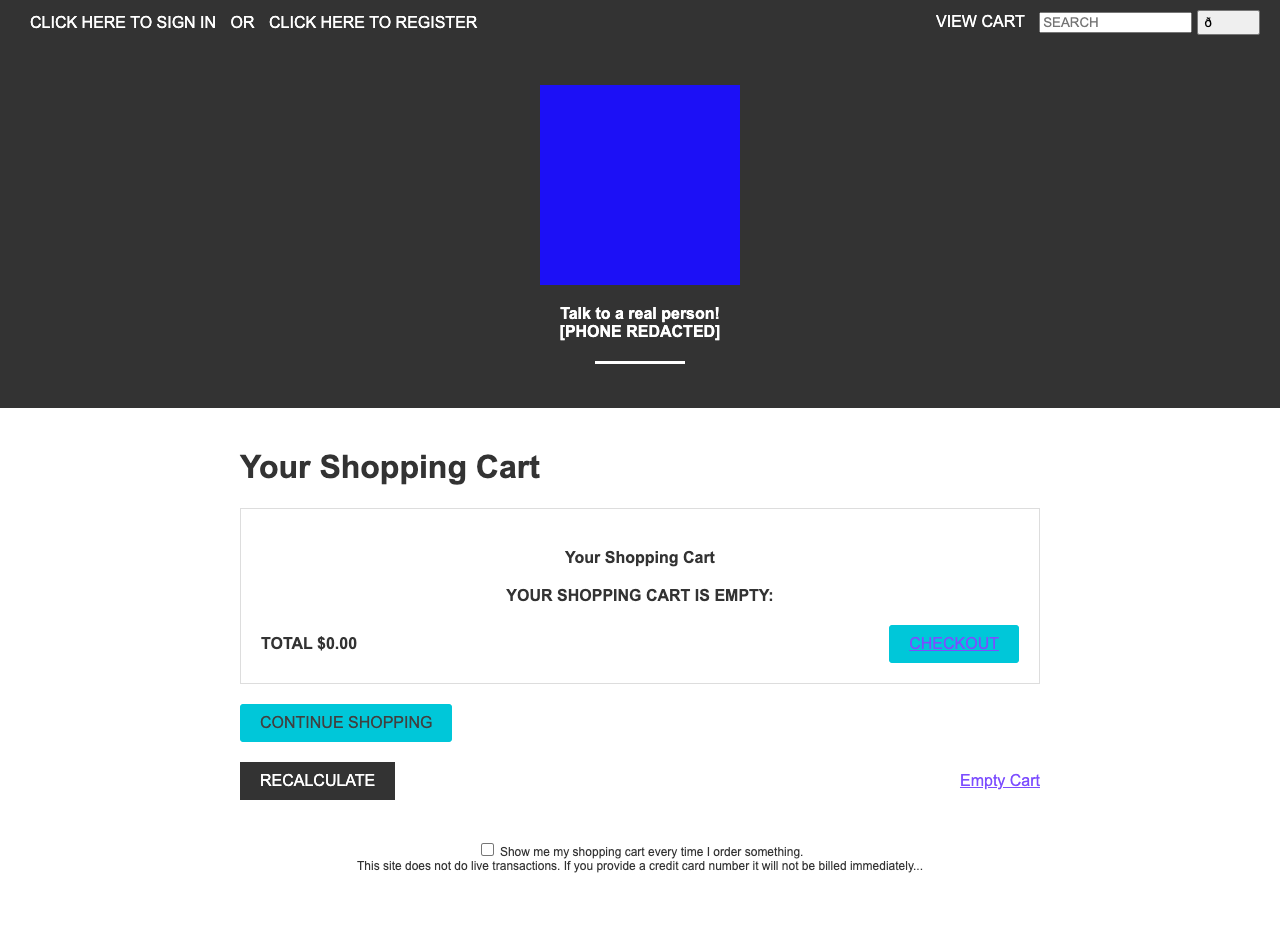 CLICK HERE TO SIGN IN OR CLICK HERE TO REGISTER VIEW CART SEARCH ð
Talk to a real person!
[PHONE REDACTED]
Your Shopping Cart
Your Shopping Cart
YOUR SHOPPING CART IS EMPTY:
TOTAL $0.00 CHECKOUT
CONTINUE SHOPPING
RECALCULATE Empty Cart
Show me my shopping cart every time I order something.
This site does not do live transactions. If you provide a credit card number it will not be billed immediately...